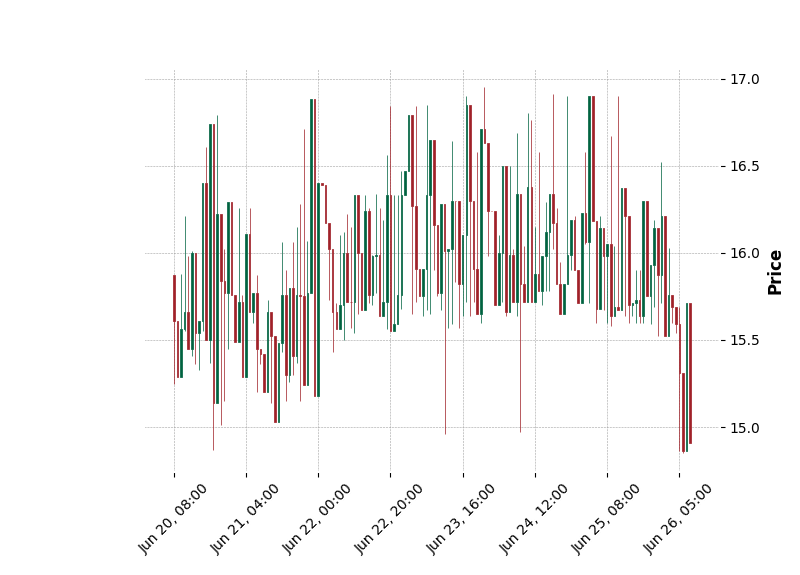 17.0
16.5
16.0
15.5
15.0
Price
Jun 20, 08:00
Jun 21, 04:00
Jun 22, 00:00
Jun 22, 20:00
Jun 23, 16:00
Jun 24, 12:00
Jun 25, 08:00
Jun 26, 05:00